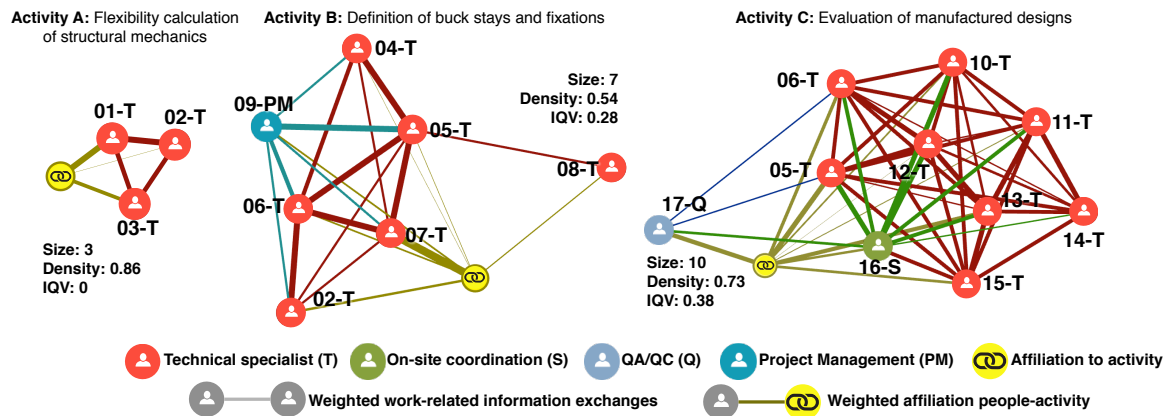 Activity A: Flexibility calculation
of structural mechanics
Activity B: Definition of buck stays and fixations
Activity C: Evaluation of manufactured designs
01-T
02-T
03-T
Size: 3
Density: 0.86
IQV: 0
04-T
09-PM
05-T
08-T
06-T
07-T
02-T
Size: 7
Density: 0.54
IQV: 0.28
10-T
06-T
11-T
12-T
05-T
17-Q
13-T
14-T
16-S
15-T
Size: 10
Density: 0.73
IQV: 0.38
Technical specialist (T)
On-site coordination (S)
QA/QC (Q)
Project Management (PM)
Affiliation to activity
Weighted work-related information exchanges
Weighted affiliation people-activity